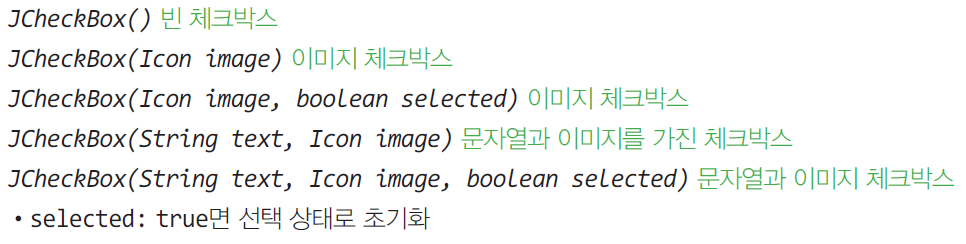 JCheckBox() 빈 체크박스
JCheckBox(Icon image) 이미지 체크박스
JCheckBox(Icon image, boolean selected) 이미지 체크박스
JCheckBox(String text, Icon image) 문자열과 이미지를 가진 체크박스
JCheckBox(String text, Icon image, boolean selected) 문자열과 이미지 체크박스
• selected: true면 선택 상태로 초기화